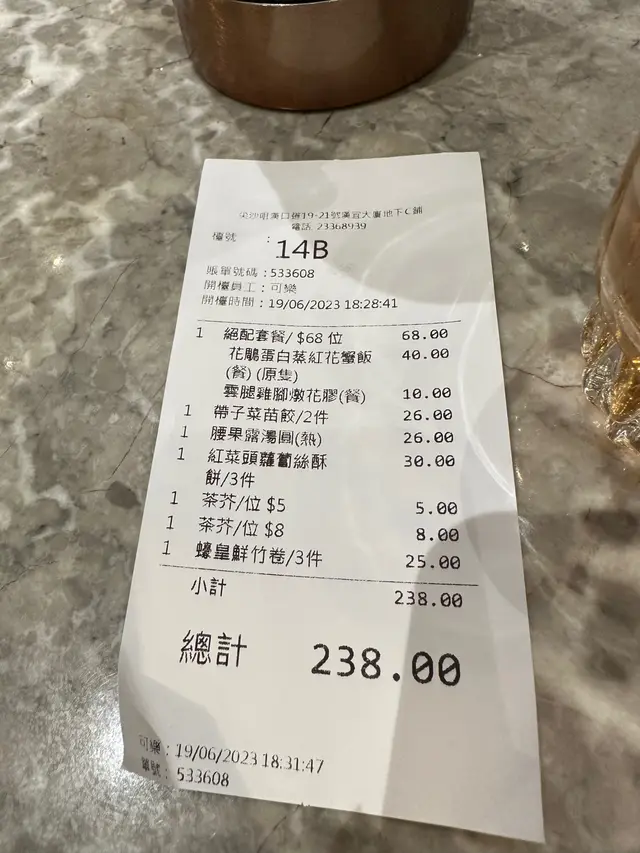 尖沙咀漢口道19-21號漢宜大廈地下C鋪
電話 23368939
檯號 : 14B
賬單號碼：533608
開檯員工：可樂
開檯時間：19/06/2023 18:28:41
1 絕配套餐/ $68 位 68.00
花鵰蛋白蒸紅花蟹飯 40.00
(餐) (原隻)
雲腿雞腳燉花膠(餐) 10.00
1 帶子菜苗餃/2件 26.00
1 腰果露湯圓(熱) 26.00
1 紅菜頭蘿蔔絲酥 30.00
餅/3件
1 茶芥/位 $5 5.00
1 茶芥/位 $8 8.00
1 蠔皇鮮竹卷/3件 25.00
小計 238.00
總計 238.00
可樂：19/06/2023 18:31:47
單號：533608